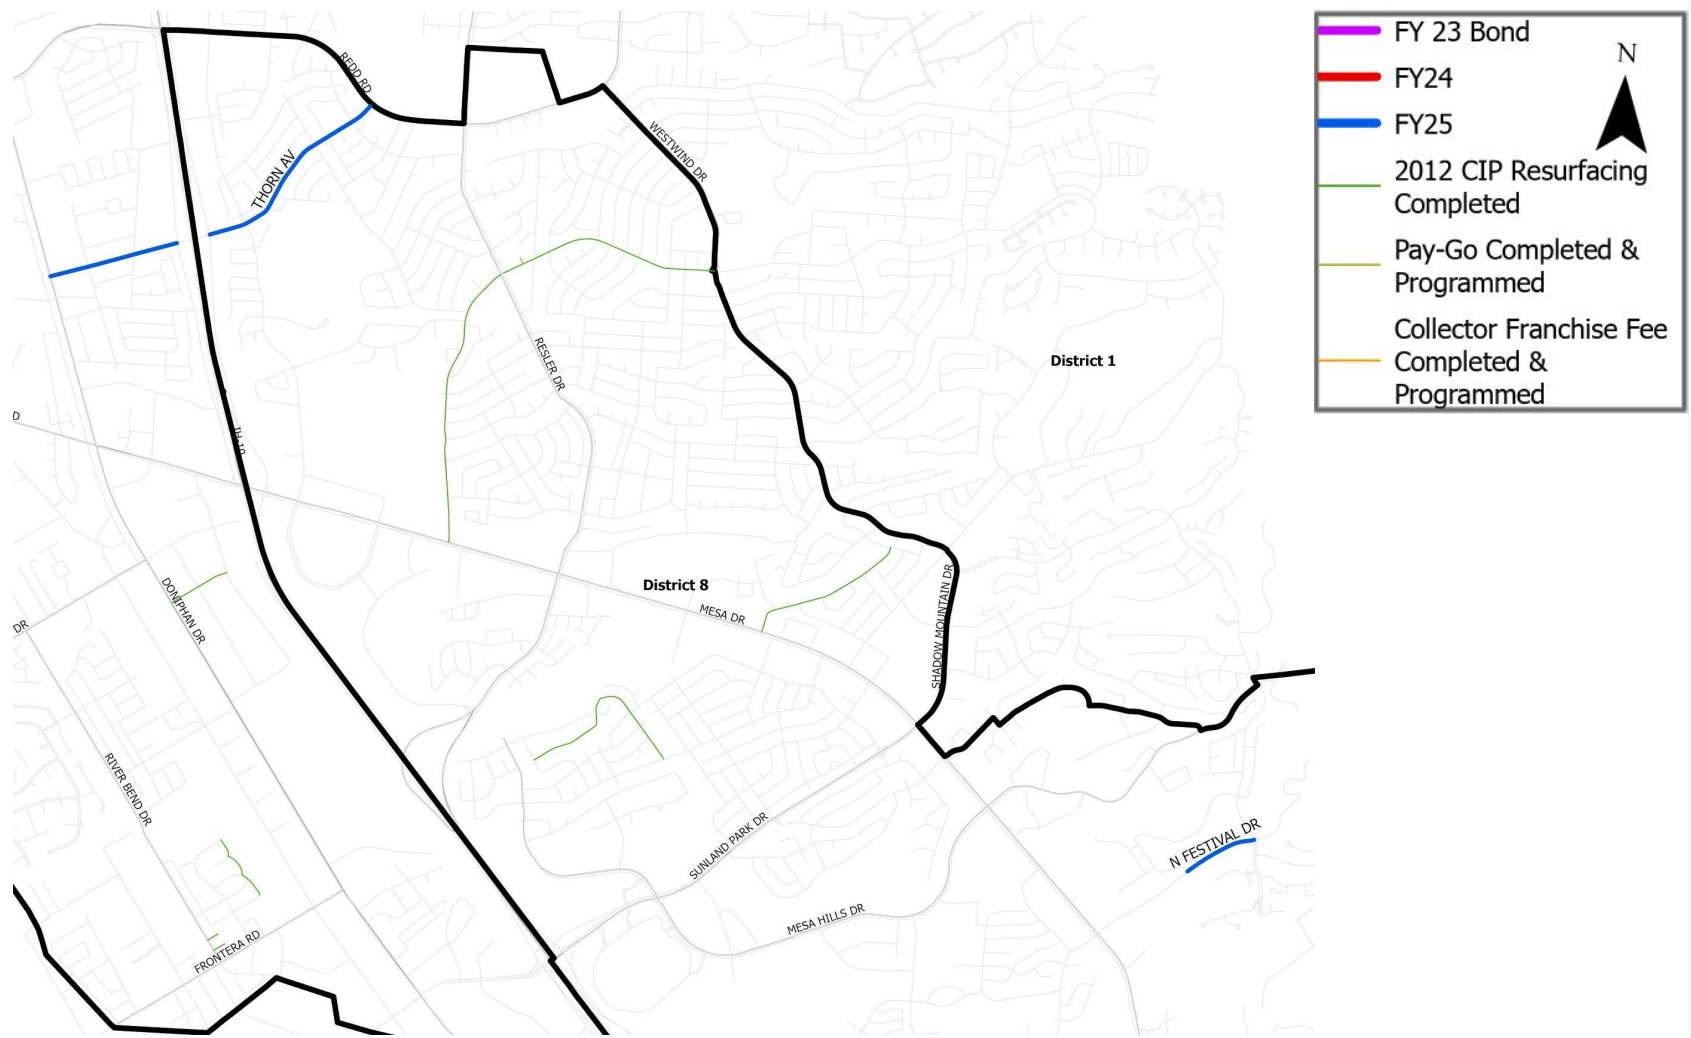 FY 23 Bond
N
FY24
FY25
2012 CIP Resurfacing
Completed
Pay-Go Completed &
Programmed
Collector Franchise Fee
Completed &
Programmed
REDD RD
WESTWIND DR
THORN AV
RESLER DR
District 1
D
IH-10
District 8
MESA DR
DONIPHAN DR
DR
SHADOW MOUNTAIN DR
RIVER BEND DR
SUNLAND PARK DR
N FESTIVAL DR
MESA HILLS DR
FRONTERA RD